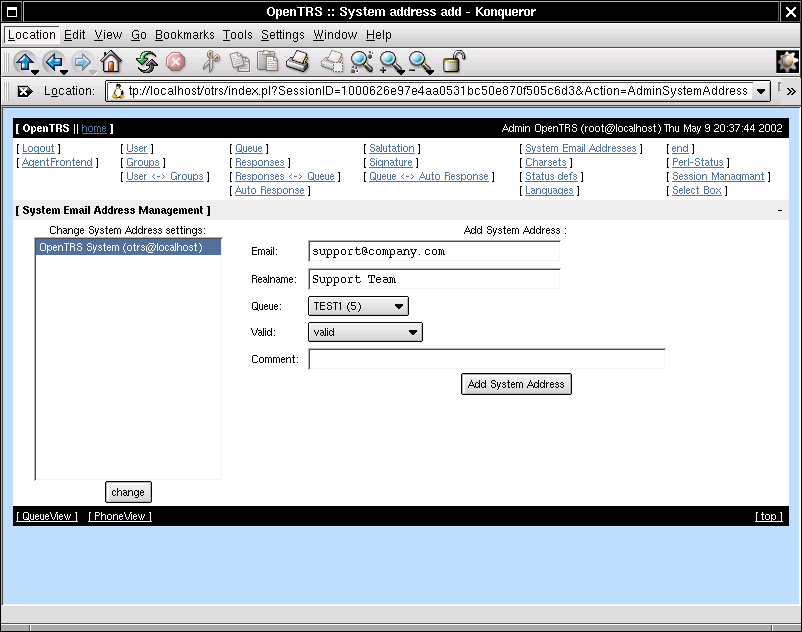 OpenTRS :: System address add - Konqueror
Location Edit View Go Bookmarks Tools Settings Window Help
Location: tp://localhost/otrs/index.pl?SessionID=1000626e97e4aa0531bc50e870f505c6d3&Action=AdminSystemAddress
[ OpenTRS || home ] Admin OpenTRS (root@localhost) Thu May 9 20:37:44 2002
[ Logout ] [ User ] [ Queue ] [ Salutation ] [ System Email Addresses ] [ end ]
[ AgentFrontend ] [ Groups ] [ Responses ] [ Signature ] [ Charsets ] [ Perl-Status ]
[ User <-> Groups ] [ Responses <-> Queue ] [ Queue <-> Auto Response ] [ Status defs ] [ Session Managmant ]
[ Auto Response ] [ Languages ] [ Select Box ]
[ System Email Address Management ] -
Change System Address settings: Add System Address :
OpenTRS System (otrs@localhost)
Email: support@company.com
Realname: Support Team
Queue: TEST1 (5)
Valid: valid
Comment:
Add System Address
change
[ QueueView ] [ PhoneView ] [ top ]